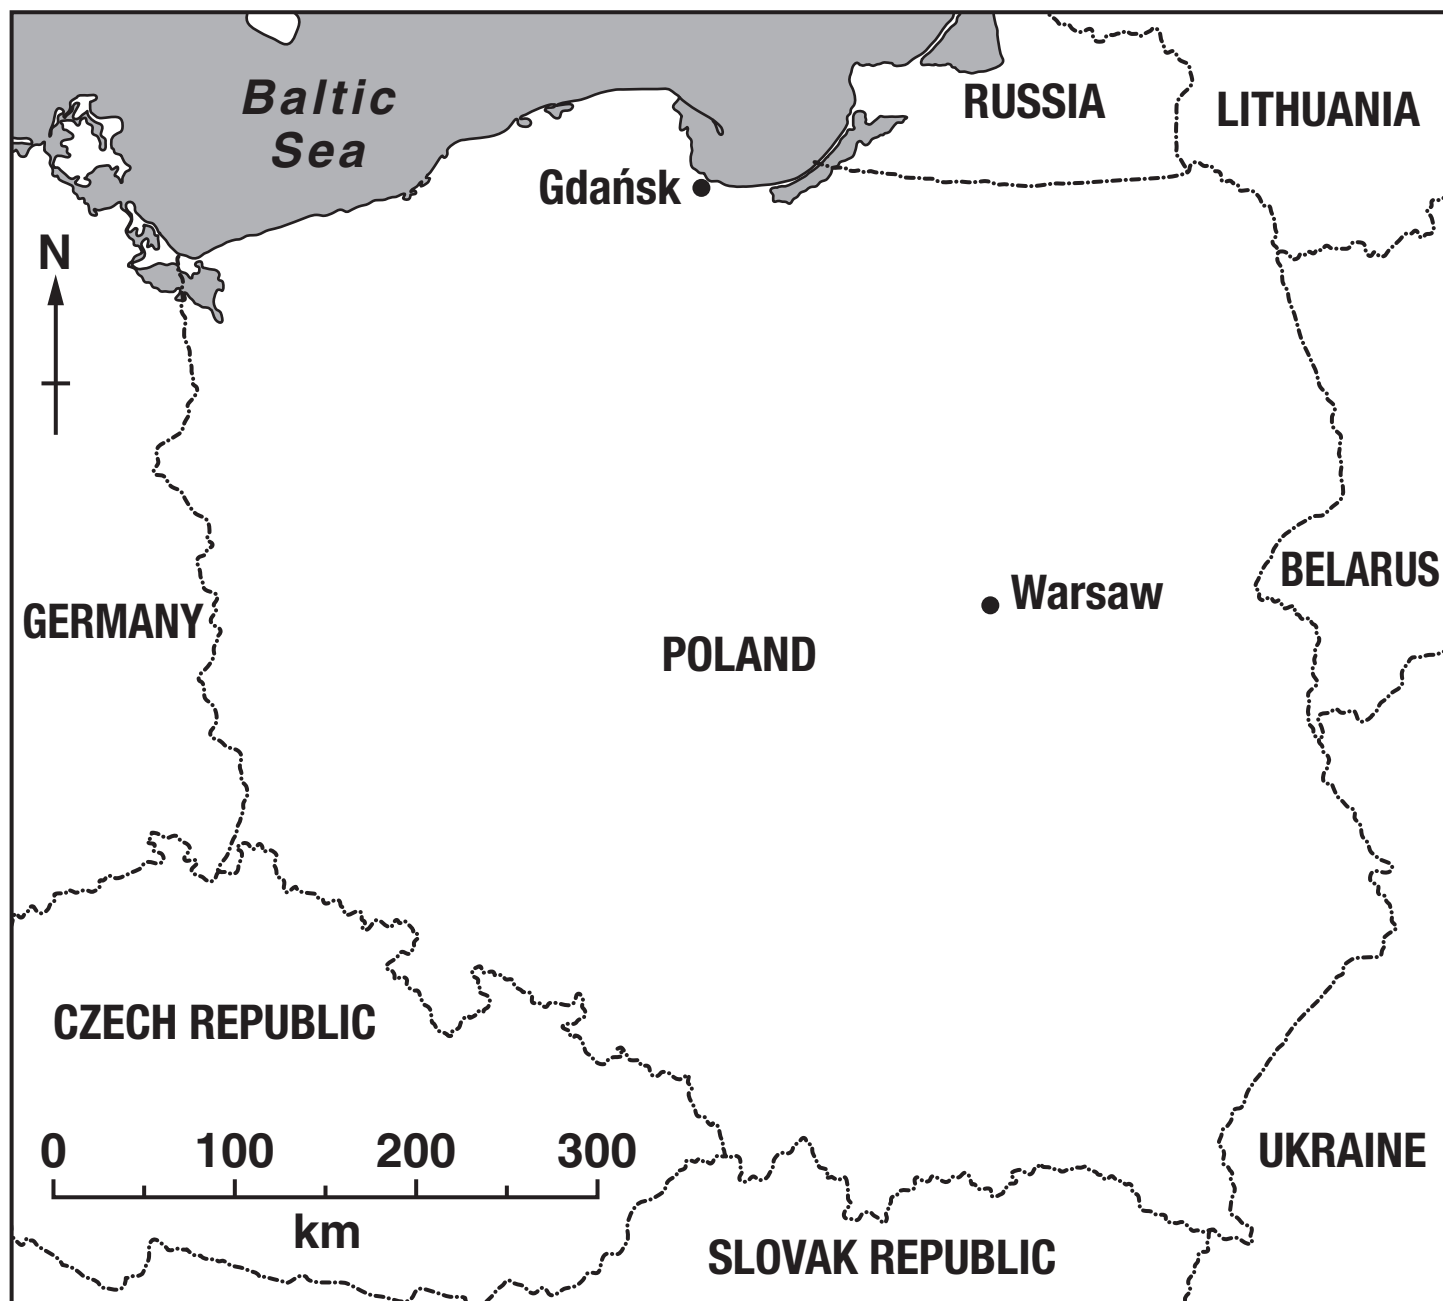 Baltic
Sea
RUSSIA
LITHUANIA
Gdańsk
N
BELARUS
Warsaw
GERMANY
POLAND
CZECH REPUBLIC
0 100 200 300
km
UKRAINE
SLOVAK REPUBLIC